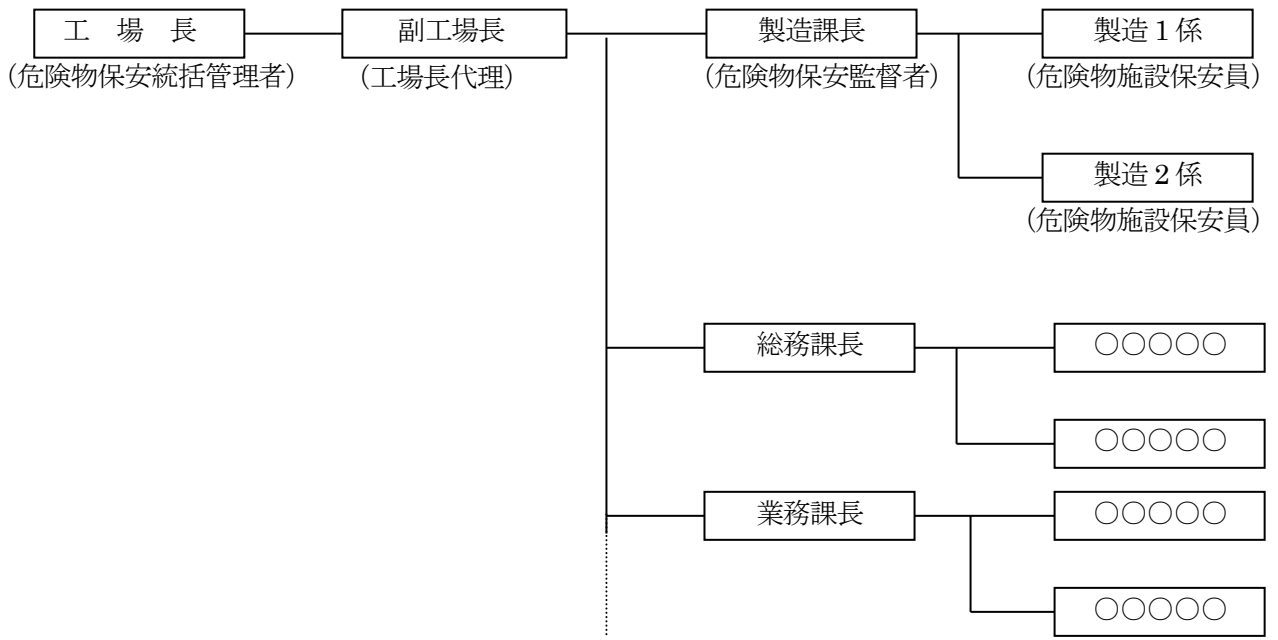 工　場　長　副工場長　製造課長　製造１係
(危険物保安統括管理者)　(工場長代理)　(危険物保安監督者)　(危険物施設保安員)
製造２係
(危険物施設保安員)
総務課長　○○○○○
○○○○○
業務課長　○○○○○
○○○○○